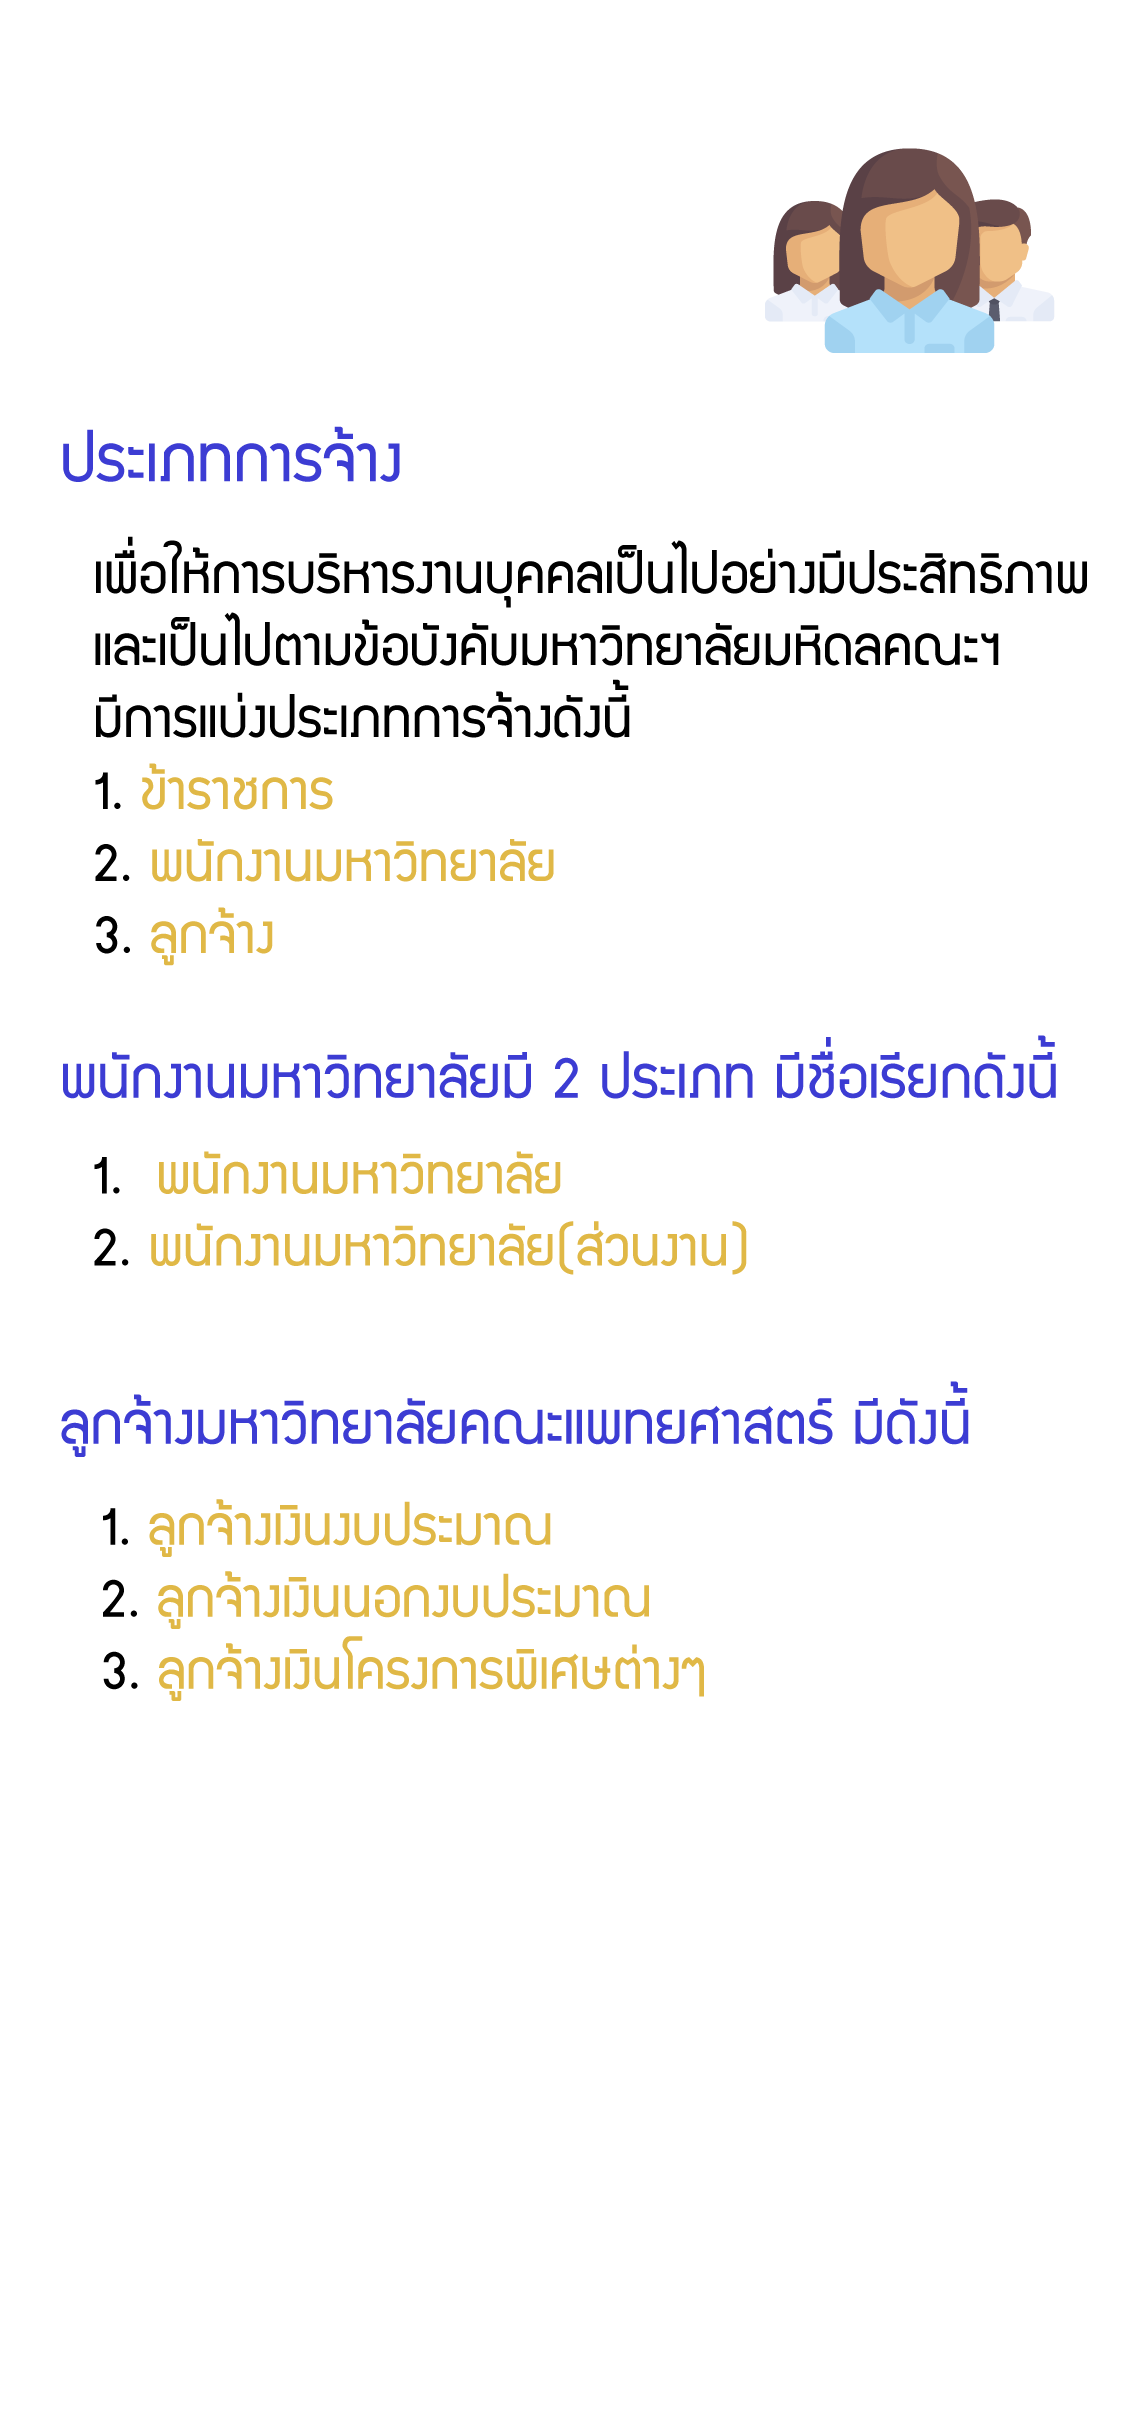 ประเภทการจ้าง
เพื่อให้การบริหารงานบุคคลเป็นไปอย่างมีประสิทธิภาพ
และเป็นไปตามข้อบังคับมหาวิทยาลัยมหิดลคณะฯ
มีการแบ่งประเภทการจ้างดังนี้
1. ข้าราชการ
2. พนักงานมหาวิทยาลัย
3. ลูกจ้าง
พนักงานมหาวิทยาลัยมี 2 ประเภท มีชื่อเรียกดังนี้
1. พนักงานมหาวิทยาลัย
2. พนักงานมหาวิทยาลัย(ส่วนงาน)
ลูกจ้างมหาวิทยาลัยคณะแพทยศาสตร์ มีดังนี้
1. ลูกจ้างเงินงบประมาณ
2. ลูกจ้างเงินนอกงบประมาณ
3. ลูกจ้างเงินโครงการพิเศษต่างๆ